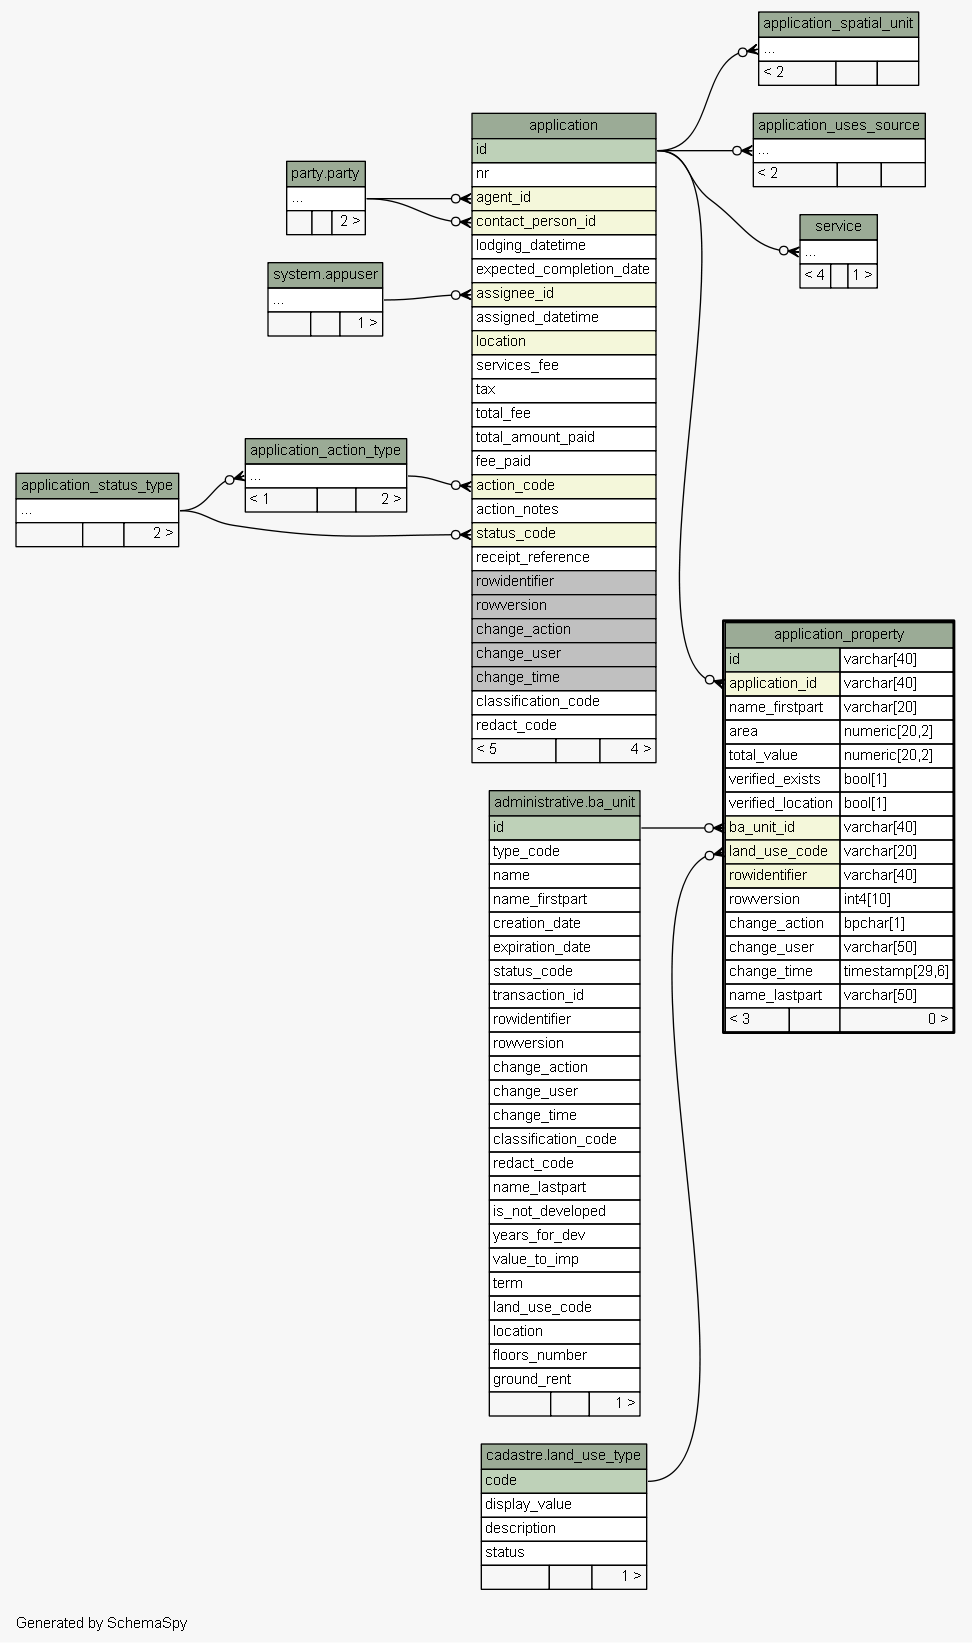 application_spatial_unit
...
< 2
application_uses_source
...
< 2
service
...
< 4 1 >
party.party
...
2 >
system.appuser
...
1 >
application_action_type
...
< 1 2 >
application_status_type
...
2 >
application
id
nr
agent_id
contact_person_id
lodging_datetime
expected_completion_date
assignee_id
assigned_datetime
location
services_fee
tax
total_fee
total_amount_paid
fee_paid
action_code
action_notes
status_code
receipt_reference
rowidentifier
rowversion
change_action
change_user
change_time
classification_code
redact_code
< 5 4 >
application_property
id varchar[40]
application_id varchar[40]
name_firstpart varchar[20]
area numeric[20,2]
total_value numeric[20,2]
verified_exists bool[1]
verified_location bool[1]
ba_unit_id varchar[40]
land_use_code varchar[20]
rowidentifier varchar[40]
rowversion int4[10]
change_action bpchar[1]
change_user varchar[50]
change_time timestamp[29,6]
name_lastpart varchar[50]
< 3 0 >
administrative.ba_unit
id
type_code
name
name_firstpart
creation_date
expiration_date
status_code
transaction_id
rowidentifier
rowversion
change_action
change_user
change_time
classification_code
redact_code
name_lastpart
is_not_developed
years_for_dev
value_to_imp
term
land_use_code
location
floors_number
ground_rent
1 >
cadastre.land_use_type
code
display_value
description
status
1 >
Generated by SchemaSpy